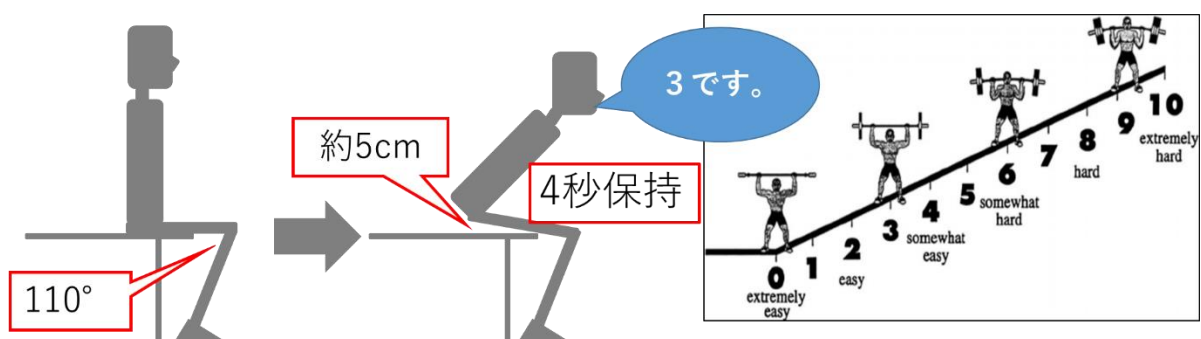 110°
約5cm
4秒保持
3です。
0
extremely
easy
1
2
easy
3
4
somewhat
easy
5
6
somewhat
hard
7
8
hard
9
10
extremely
hard